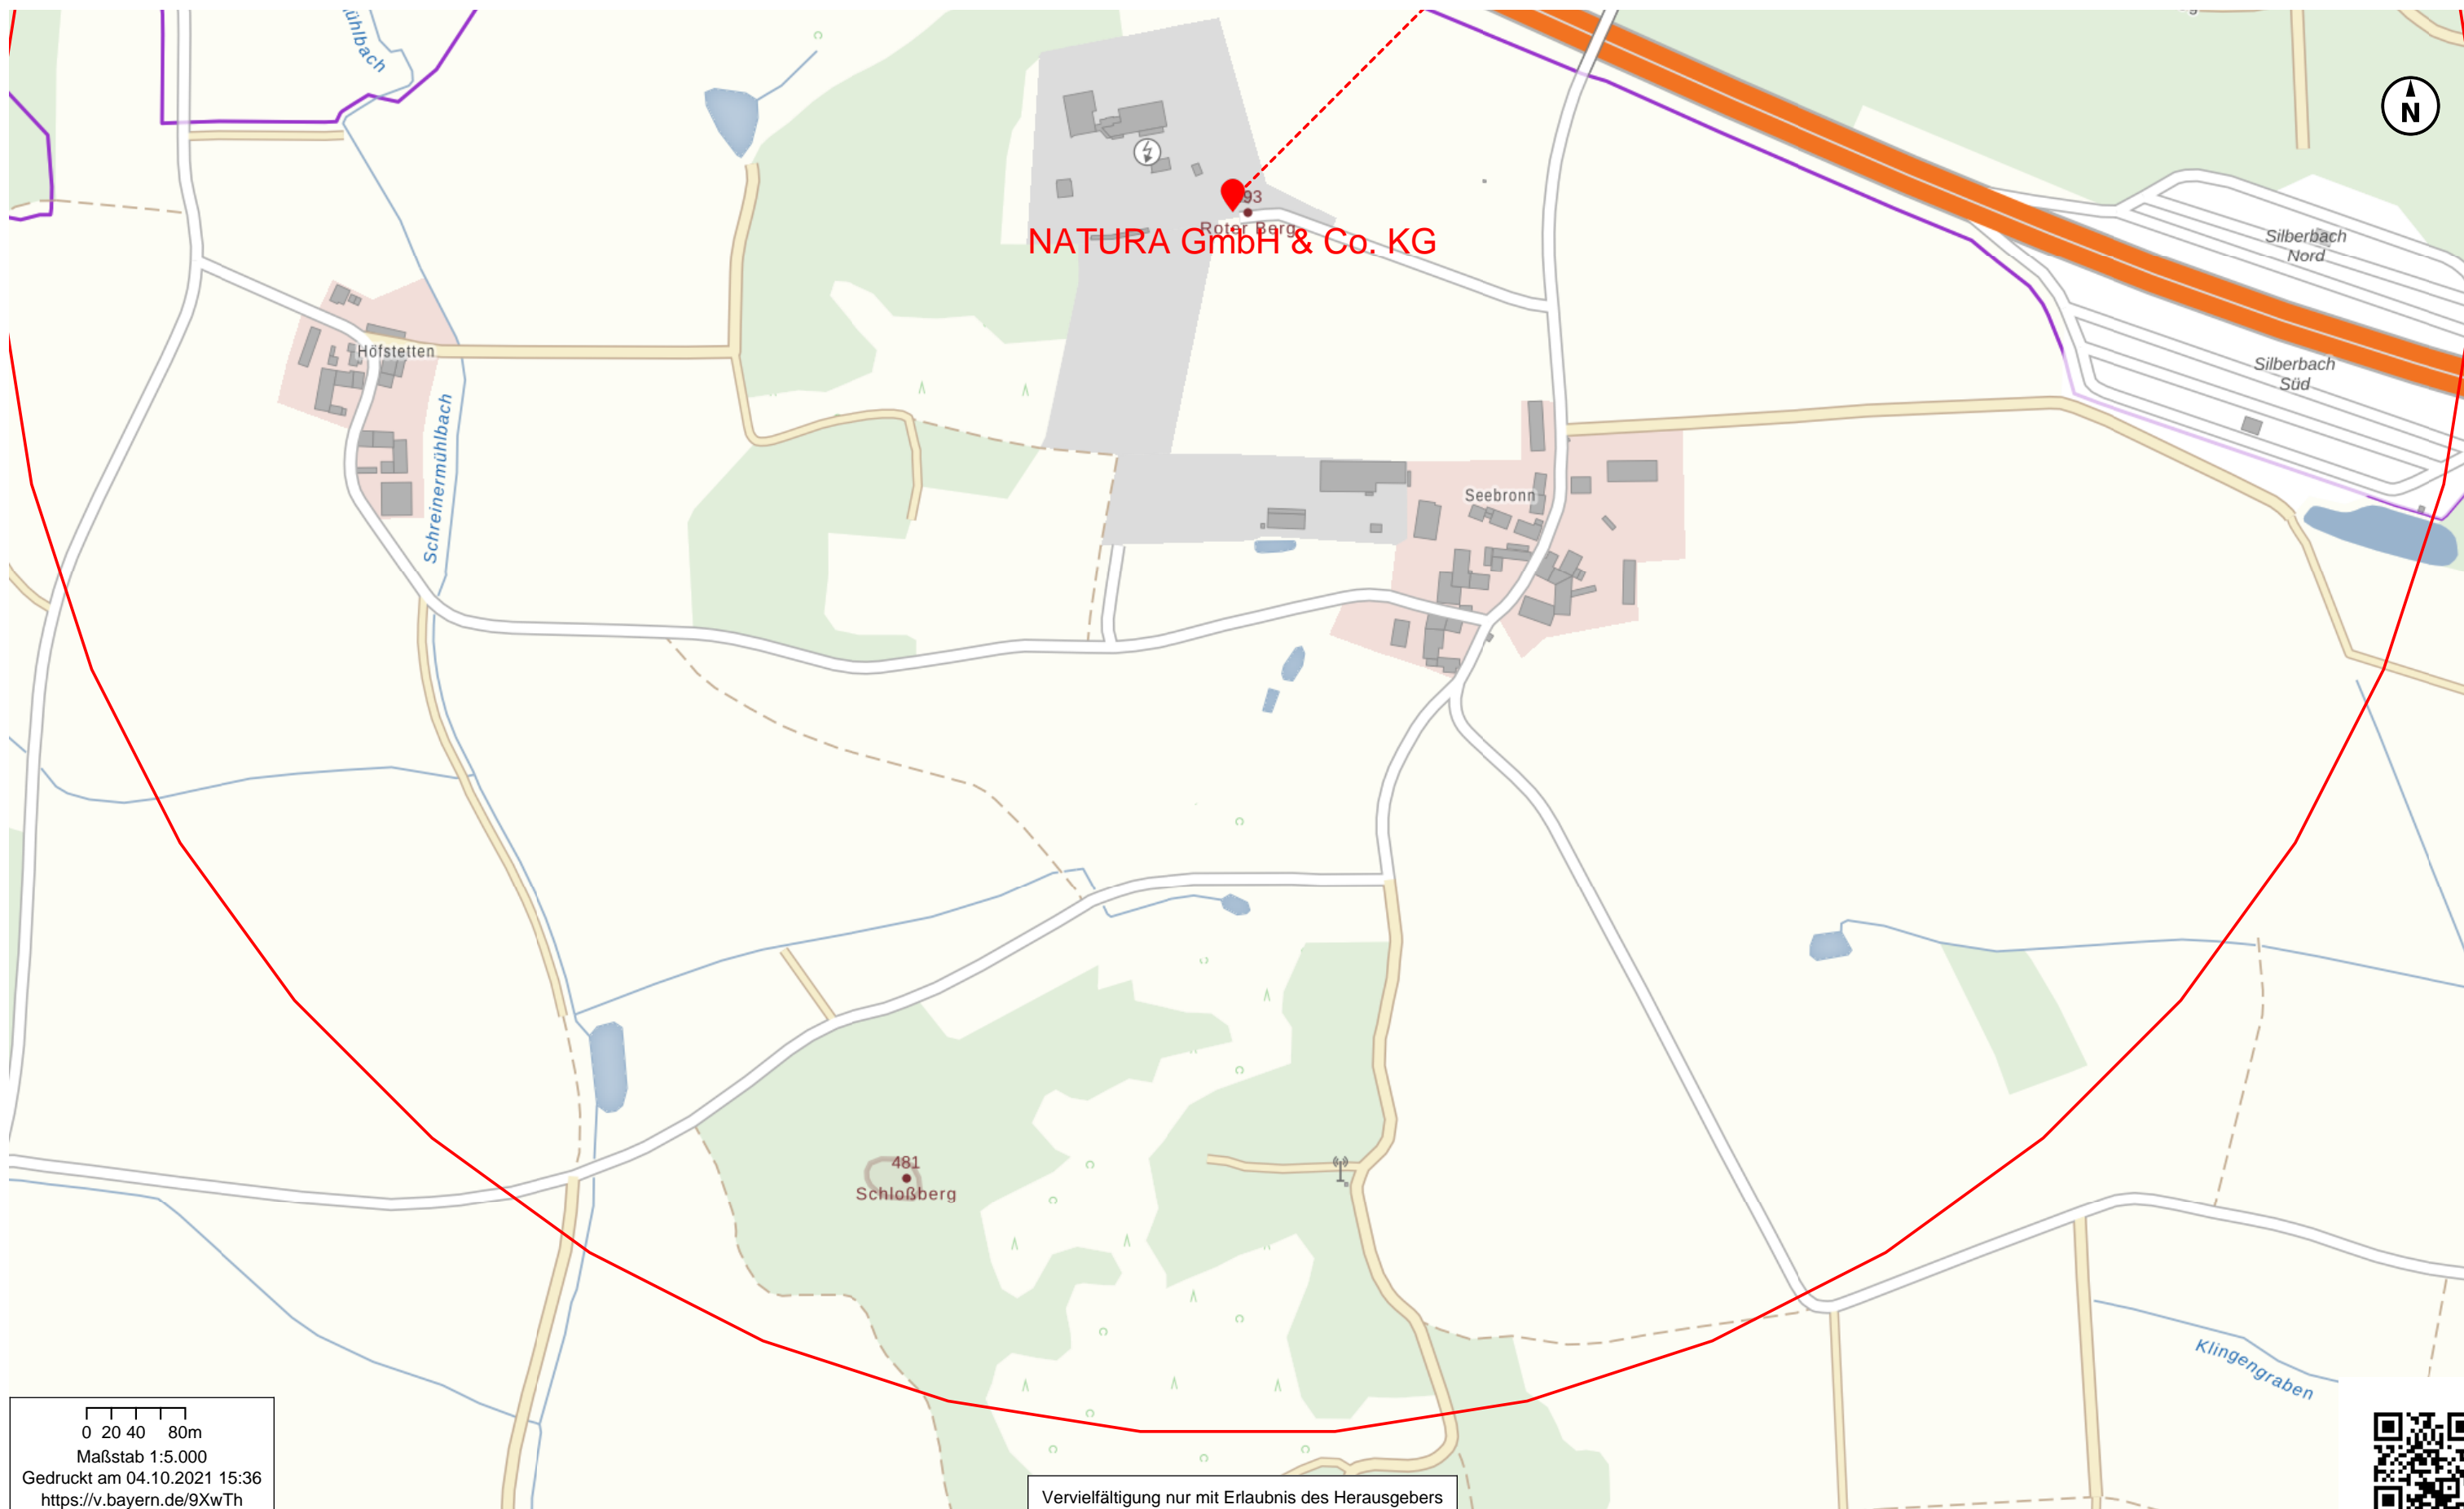 ühlbach
N
93
Roter Berg
NATURA GmbH & Co. KG
Silberbach
Nord
Höfstetten
Silberbach
Süd
Schreinermühlbach
Seebronn
481
Schloßberg
Klingengraben
0 20 40 80m
Maßstab 1:5.000
Gedruckt am 04.10.2021 15:36
https://v.bayern.de/9XwTh
Vervielfältigung nur mit Erlaubnis des Herausgebers